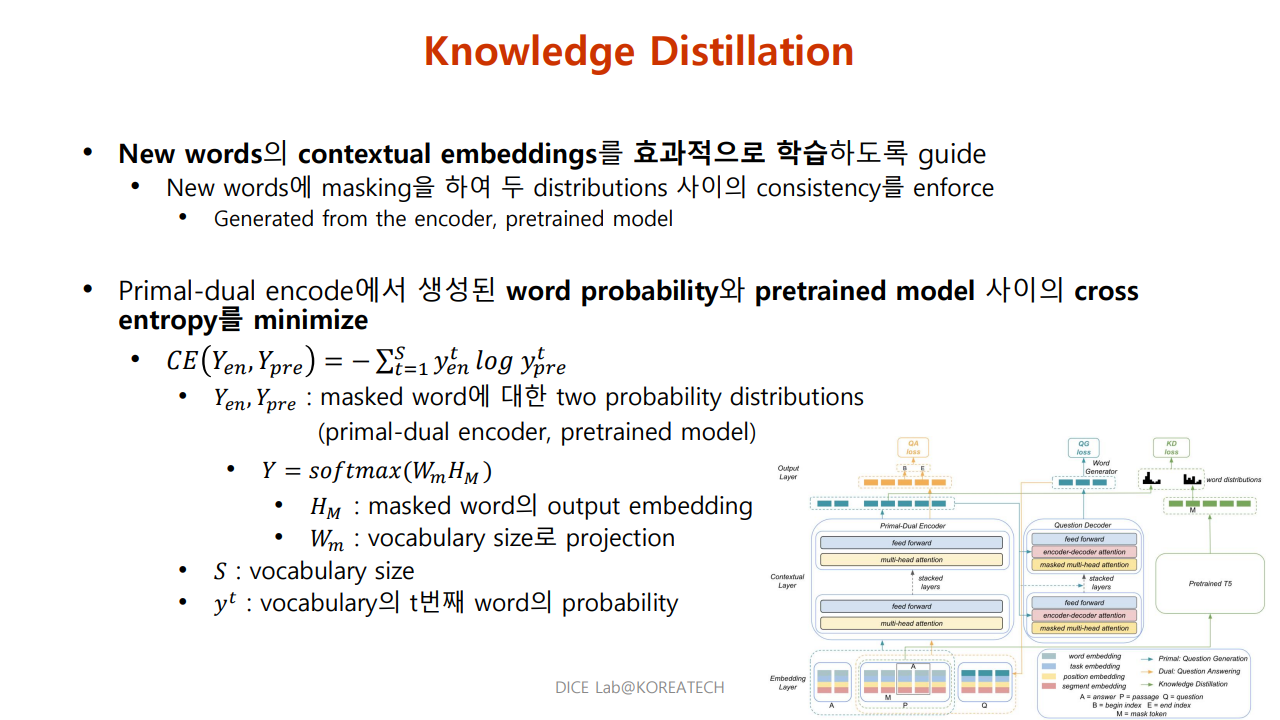 Knowledge Distillation
• New words의 contextual embeddings를 효과적으로 학습하도록 guide
• New words에 masking을 하여 두 distributions 사이의 consistency를 enforce
• Generated from the encoder, pretrained model
• Primal-dual encode에서 생성된 word probability와 pretrained model 사이의 cross
entropy를 minimize
• CE(Y_en, Y_pre) = − ∑_{t=1}^{S} y_en^t log y_pre^t
• Y_en, Y_pre : masked word에 대한 two probability distributions
(primal-dual encoder, pretrained model)
• Y = softmax(W_m H_M)
• H_M : masked word의 output embedding
• W_m : vocabulary size로 projection
• S : vocabulary size
• y^t : vocabulary의 t번째 word의 probability
DICE Lab@KOREATECH
Output
Layer
QA
loss
B E
QG
loss
Word
Generator
KD
loss
word distributions
M
Contextual
Layer
Primal-Dual Encoder
feed forward
multi-head attention
stacked
layers
feed forward
multi-head attention
Question Decoder
feed forward
encoder-decoder attention
masked multi-head attention
stacked
layers
feed forward
encoder-decoder attention
masked multi-head attention
Pretrained T5
Embedding
Layer
A
A
M
P
Q
word embedding
task embedding
position embedding
segment embedding
Primal: Question Generation
Dual: Question Answering
Knowledge Distillation
A = answer P = passage Q = question
B = begin index E = end index
M = mask token